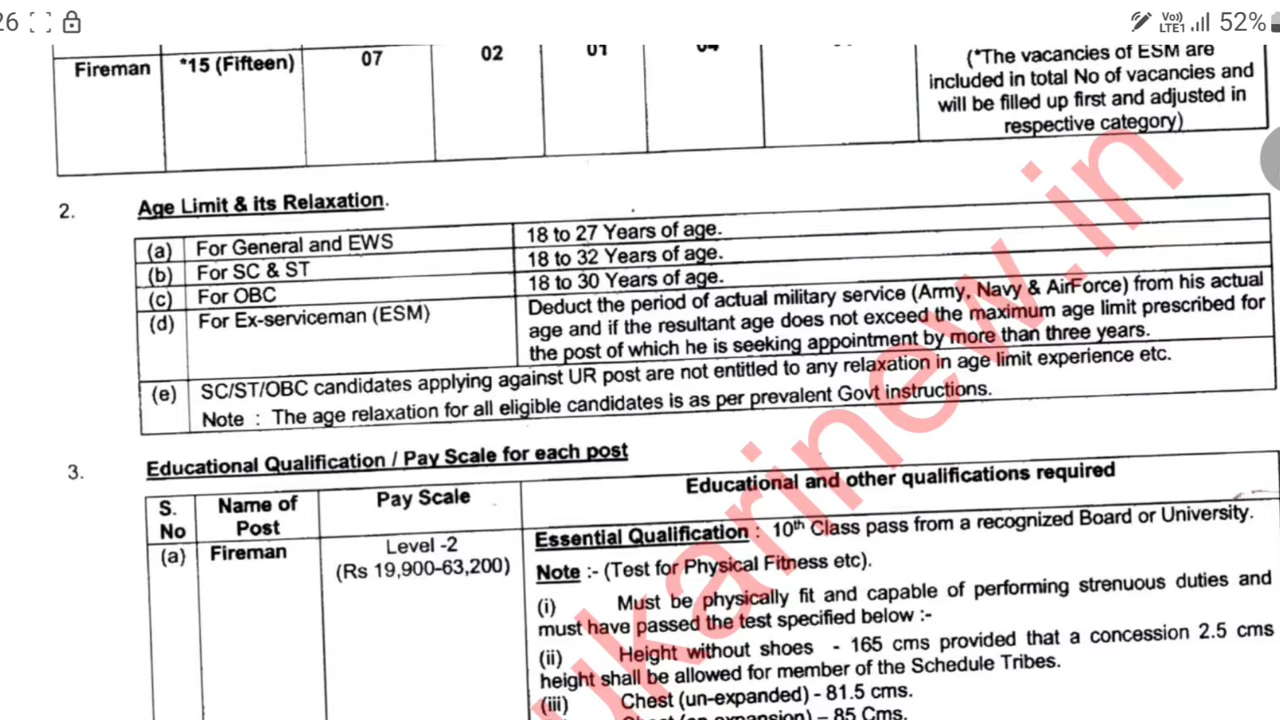 26 Vo) LTE1 52%
Fireman *15 (Fifteen) 07 02 01 04 (*The vacancies of ESM are
included in total No of vacancies and
will be filled up first and adjusted in
respective category)
2. Age Limit & its Relaxation.
(a) For General and EWS 18 to 27 Years of age.
(b) For SC & ST 18 to 32 Years of age.
(c) For OBC 18 to 30 Years of age.
(d) For Ex-serviceman (ESM) Deduct the period of actual military service (Army, Navy & AirForce) from his actual
age and if the resultant age does not exceed the maximum age limit prescribed for
the post of which he is seeking appointment by more than three years.
(e) SC/ST/OBC candidates applying against UR post are not entitled to any relaxation in age limit experience etc.
Note : The age relaxation for all eligible candidates is as per prevalent Govt instructions.
3. Educational Qualification / Pay Scale for each post
S. No Name of Post Pay Scale Educational and other qualifications required
(a) Fireman Level -2 (Rs 19,900-63,200) Essential Qualification : 10th Class pass from a recognized Board or University.
Note :- (Test for Physical Fitness etc).
(i) Must be physically fit and capable of performing strenuous duties and
must have passed the test specified below :-
(ii) Height without shoes - 165 cms provided that a concession 2.5 cms
height shall be allowed for member of the Schedule Tribes.
(iii) Chest (un-expanded) - 81.5 cms.
Chest (on expansion) – 85 Cms.
ukarinew.in